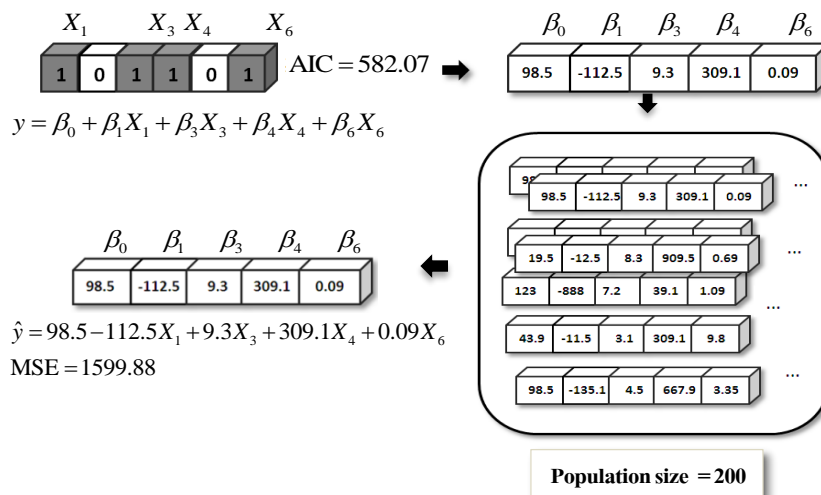 X₁ X₃ X₄ X₆
1 0 1 1 0 1
AIC = 582.07
y = β₀ + β₁X₁ + β₃X₃ + β₄X₄ + β₆X₆
β₀ β₁ β₃ β₄ β₆
98.5 -112.5 9.3 309.1 0.09
98.5 -112.5 9.3 309.1 0.09 ...
19.5 -12.5 8.3 909.5 0.69 ...
123 -888 7.2 39.1 1.09 ...
43.9 -11.5 3.1 309.1 9.8
98.5 -135.1 4.5 667.9 3.35 ...
Population size = 200
β₀ β₁ β₃ β₄ β₆
98.5 -112.5 9.3 309.1 0.09
ŷ = 98.5 − 112.5X₁ + 9.3X₃ + 309.1X₄ + 0.09X₆
MSE = 1599.88